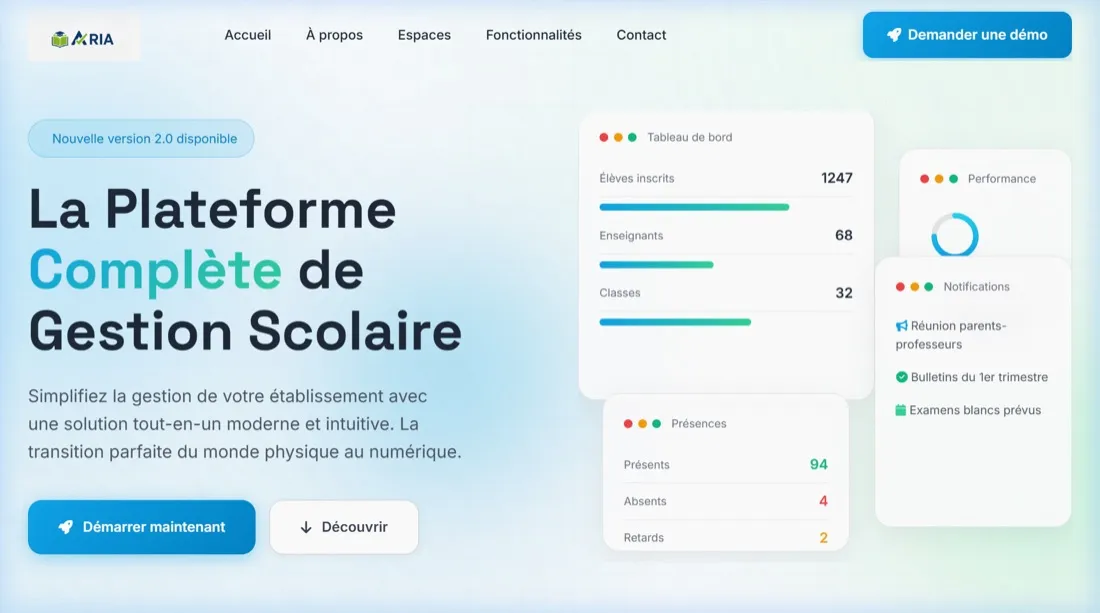 ARIA
Accueil
À propos
Espaces
Fonctionnalités
Contact
Demander une démo
Nouvelle version 2.0 disponible
La Plateforme
Complète de
Gestion Scolaire
Simplifiez la gestion de votre établissement avec
une solution tout-en-un moderne et intuitive. La
transition parfaite du monde physique au numérique.
Démarrer maintenant
Découvrir
Tableau de bord
Élèves inscrits 1247
Enseignants 68
Classes 32
Performance
Notifications
Réunion parents-
professeurs
Bulletins du 1er trimestre
Examens blancs prévus
Présences
Présents 94
Absents 4
Retards 2